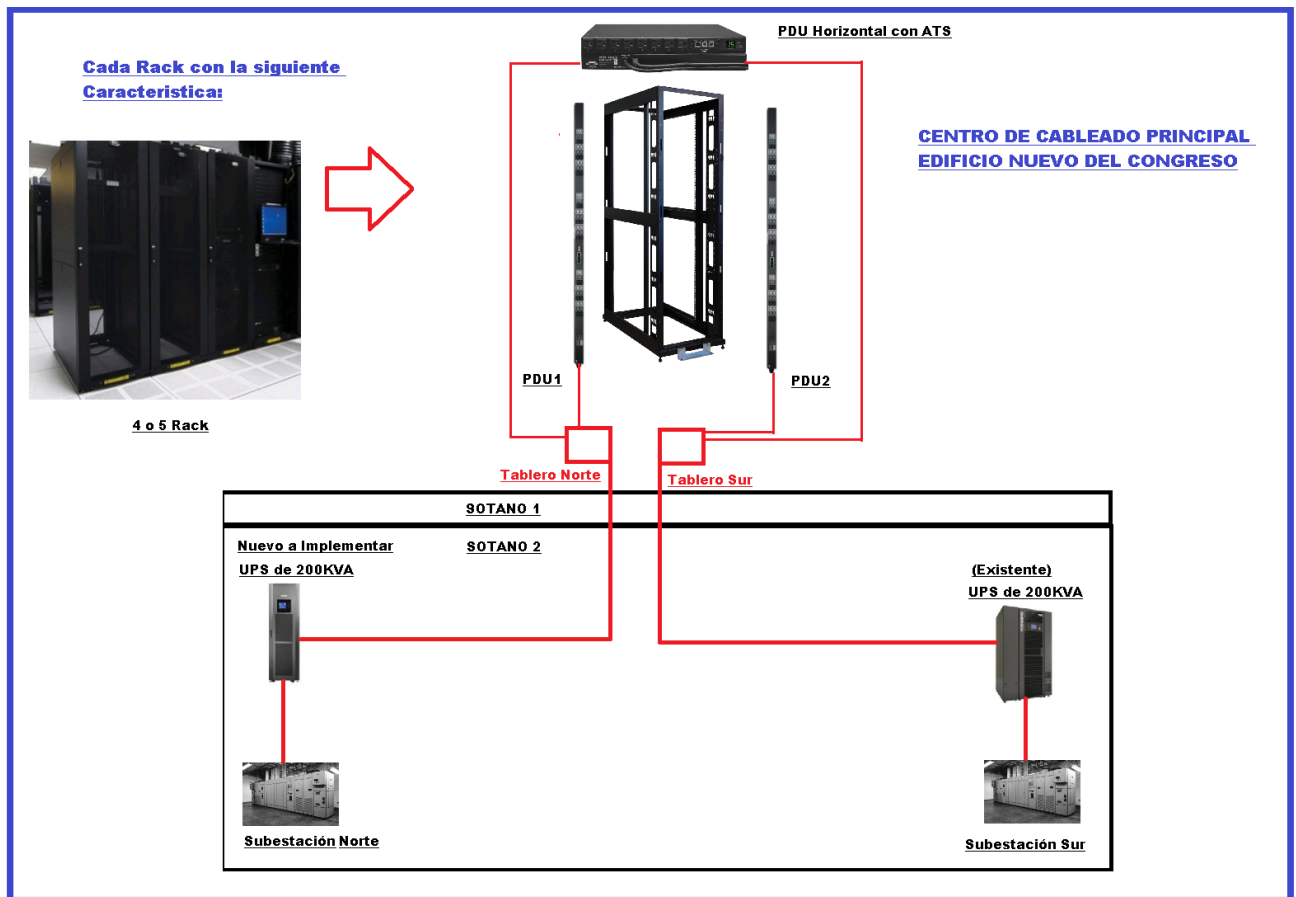 PDU Horizontal con ATS
Cada Rack con la siguiente
Caracteristica:
CENTRO DE CABLEADO PRINCIPAL
EDIFICIO NUEVO DEL CONGRESO
PDU1
PDU2
4 o 5 Rack
Tablero Norte
Tablero Sur
SOTANO 1
Nuevo a Implementar
SOTANO 2
UPS de 200KVA
(Existente)
UPS de 200KVA
Subestación Norte
Subestación Sur